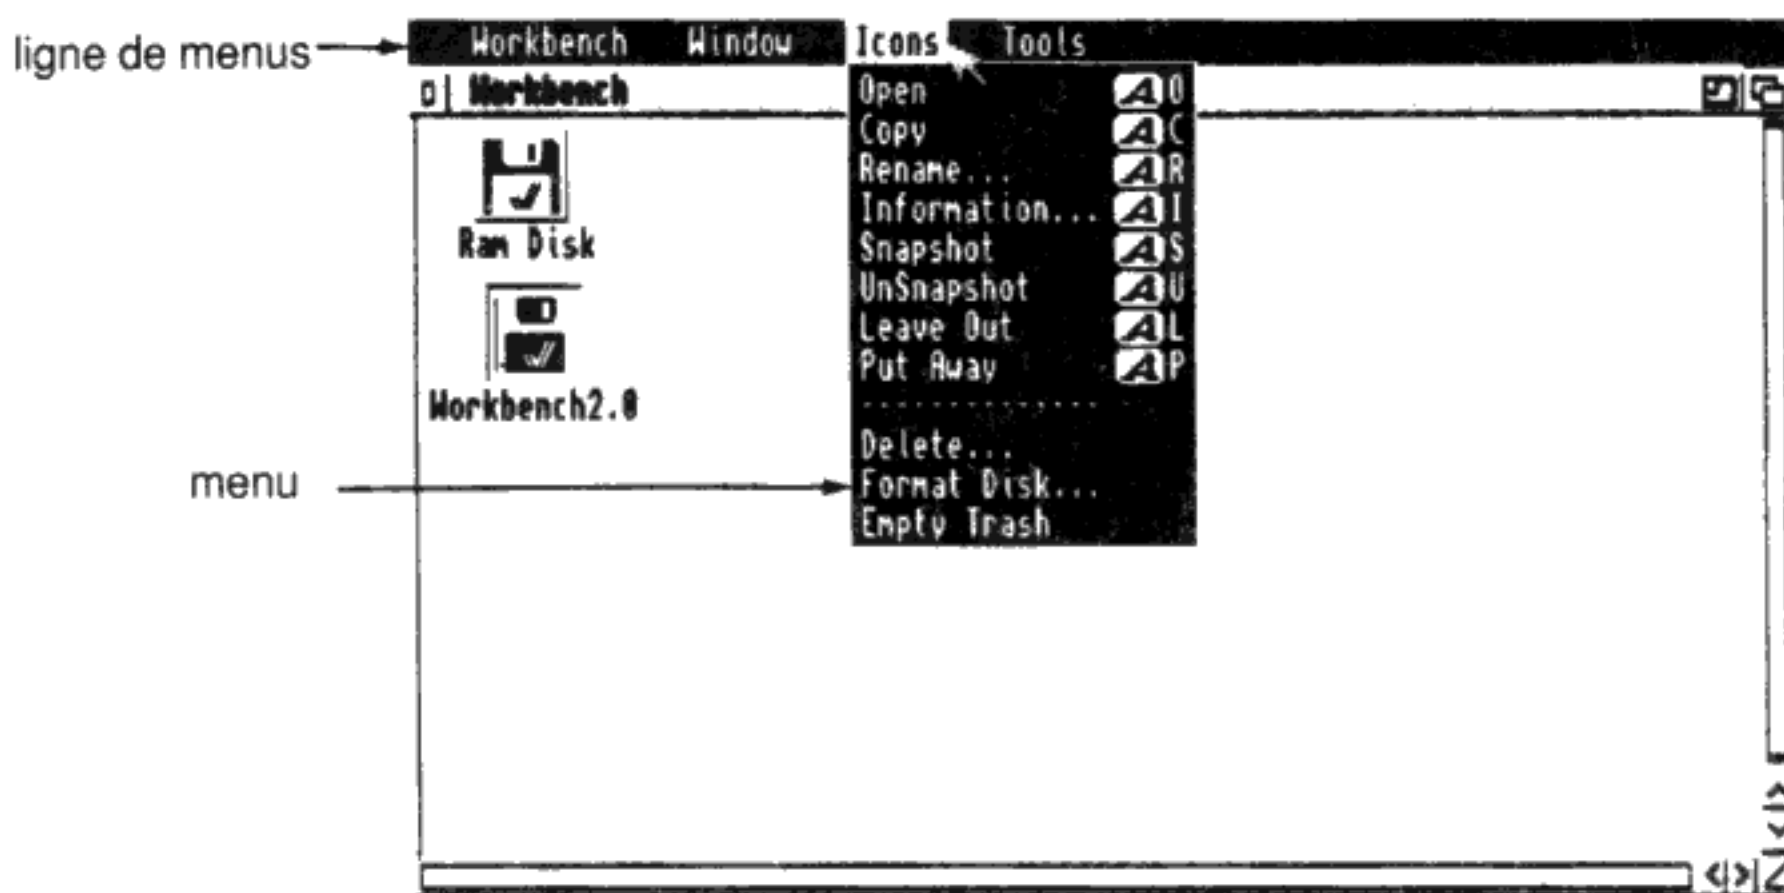 ligne de menus
Workbench Window Icons Tools
Workbench
Open A O
Copy A C
Rename... A R
Information... A I
Snapshot A S
UnSnapshot A U
Leave Out A L
Put Away A P
Delete...
Format Disk...
Empty Trash
Ram Disk
Workbench2.0
menu